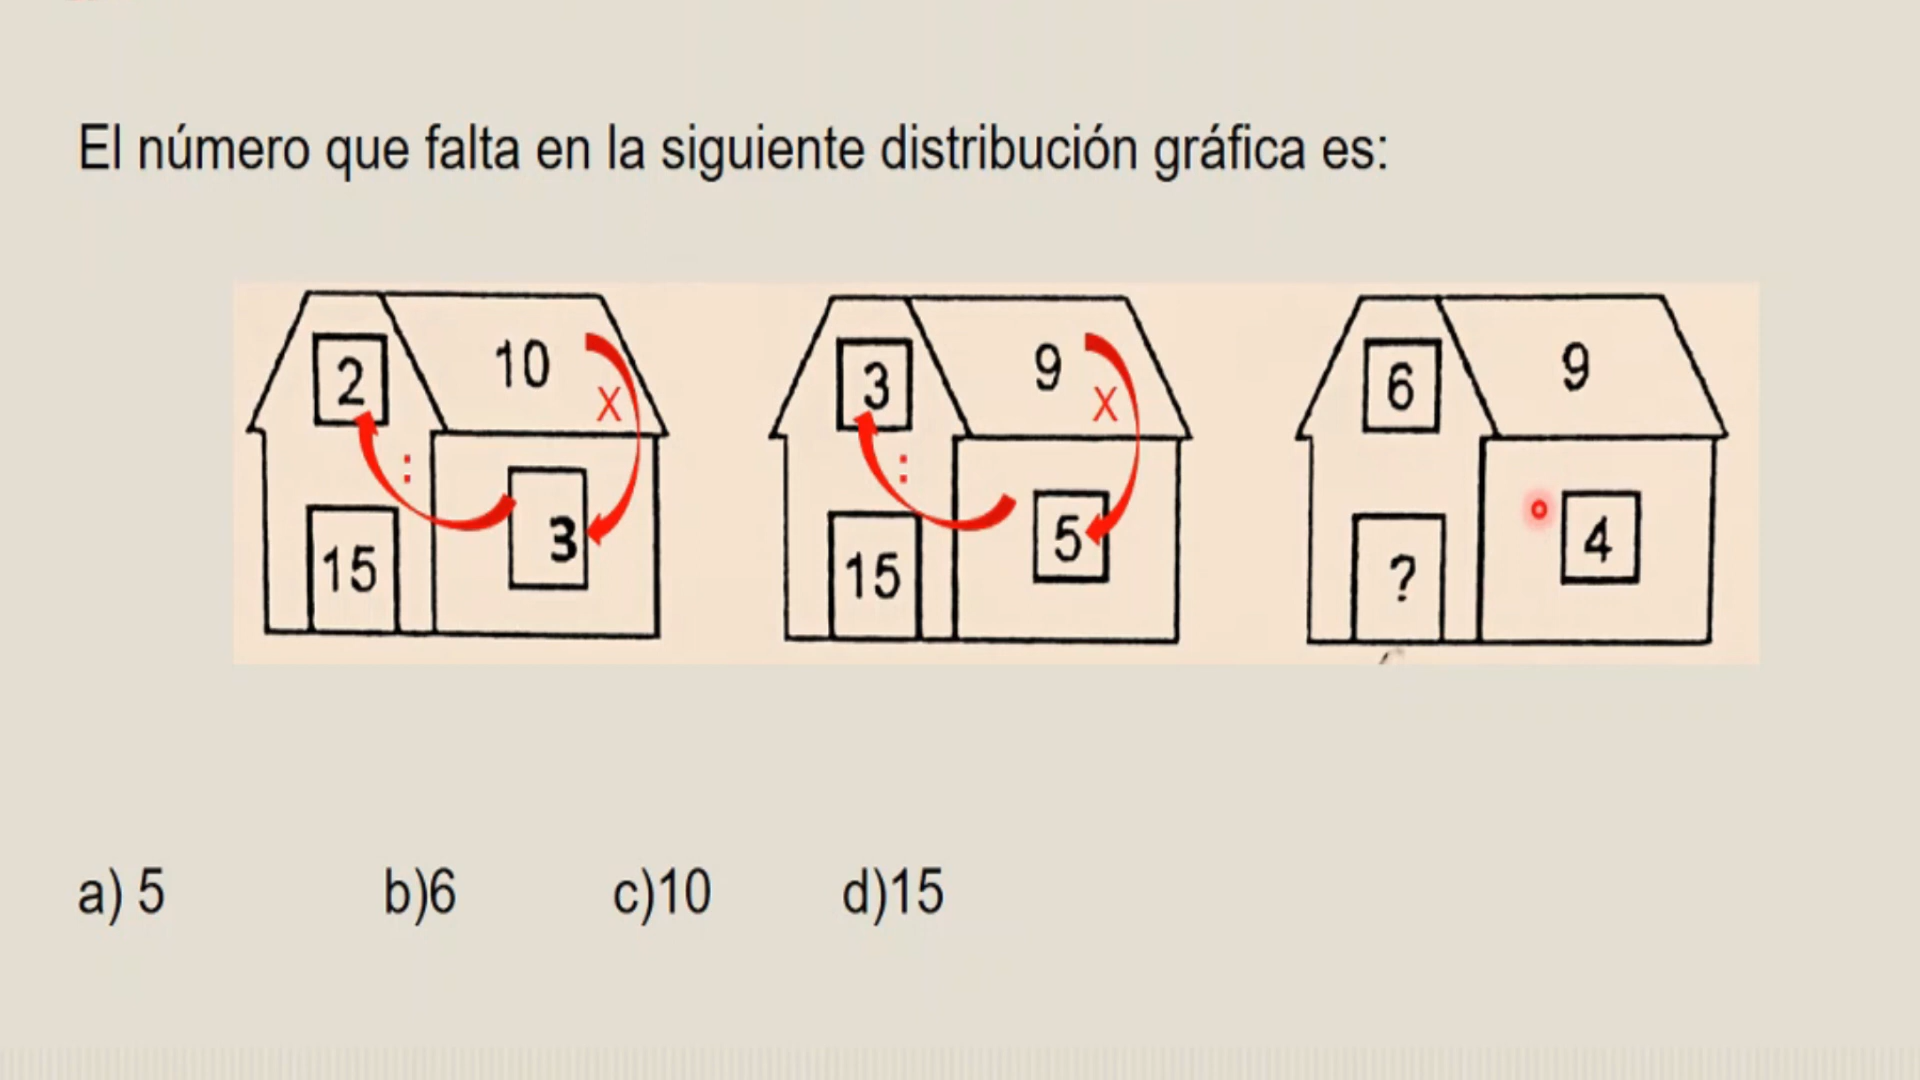 El número que falta en la siguiente distribución gráfica es:
2 10 X 3 9 X 6 9
: :
15 3 15 5 ? 4
a) 5 b)6 c)10 d)15